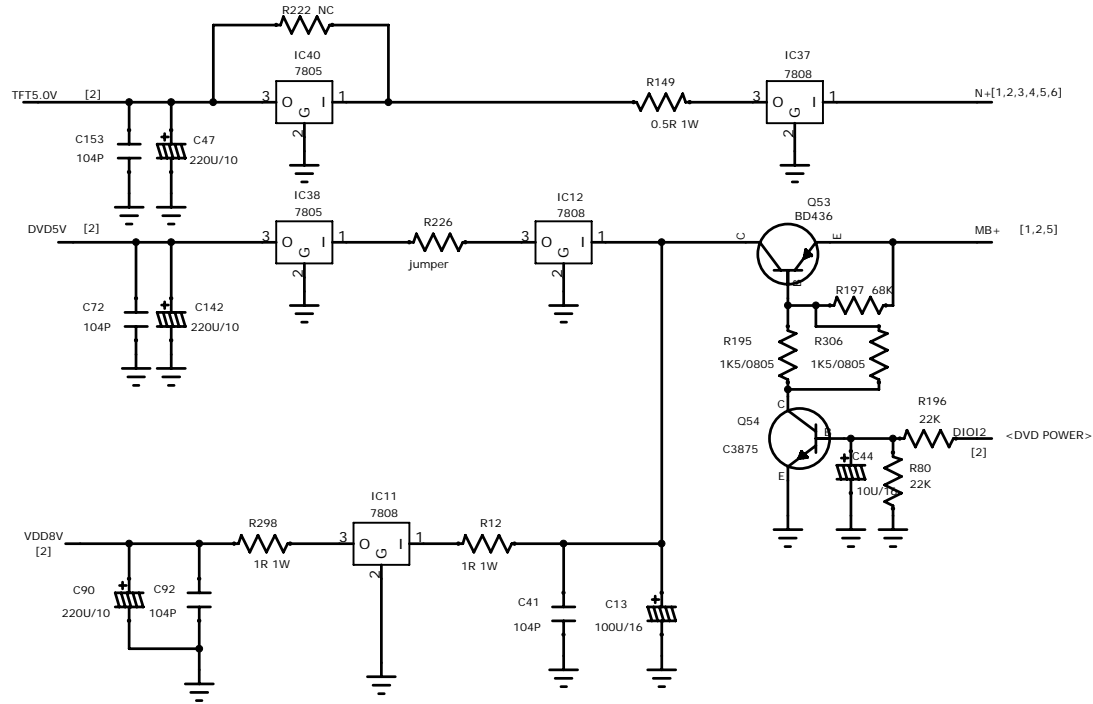 R222 NC
IC40
7805
IC37
7808
TFT5.0V [2]
3 O I 1
G
2
R149
0.5R 1W
3 O I 1
G
2
N+[1,2,3,4,5,6]
C153
104P
C47
220U/10
IC38
7805
IC12
7808
Q53
BD436
DVD5V [2]
3 O I 1
G
2
R226
jumper
3 O I 1
G
2
C
E
B
MB+ [1,2,5]
R197 68K
C72
104P
C142
220U/10
R195
1K5/0805
R306
1K5/0805
Q54
C3875
C
B
E
R196
22K
DIOI2 <DVD POWER>
[2]
C44
10U/16
R80
22K
IC11
7808
VDD8V
[2]
R298
1R 1W
3 O I 1
G
2
R12
1R 1W
C90
220U/10
C92
104P
C41
104P
C13
100U/16